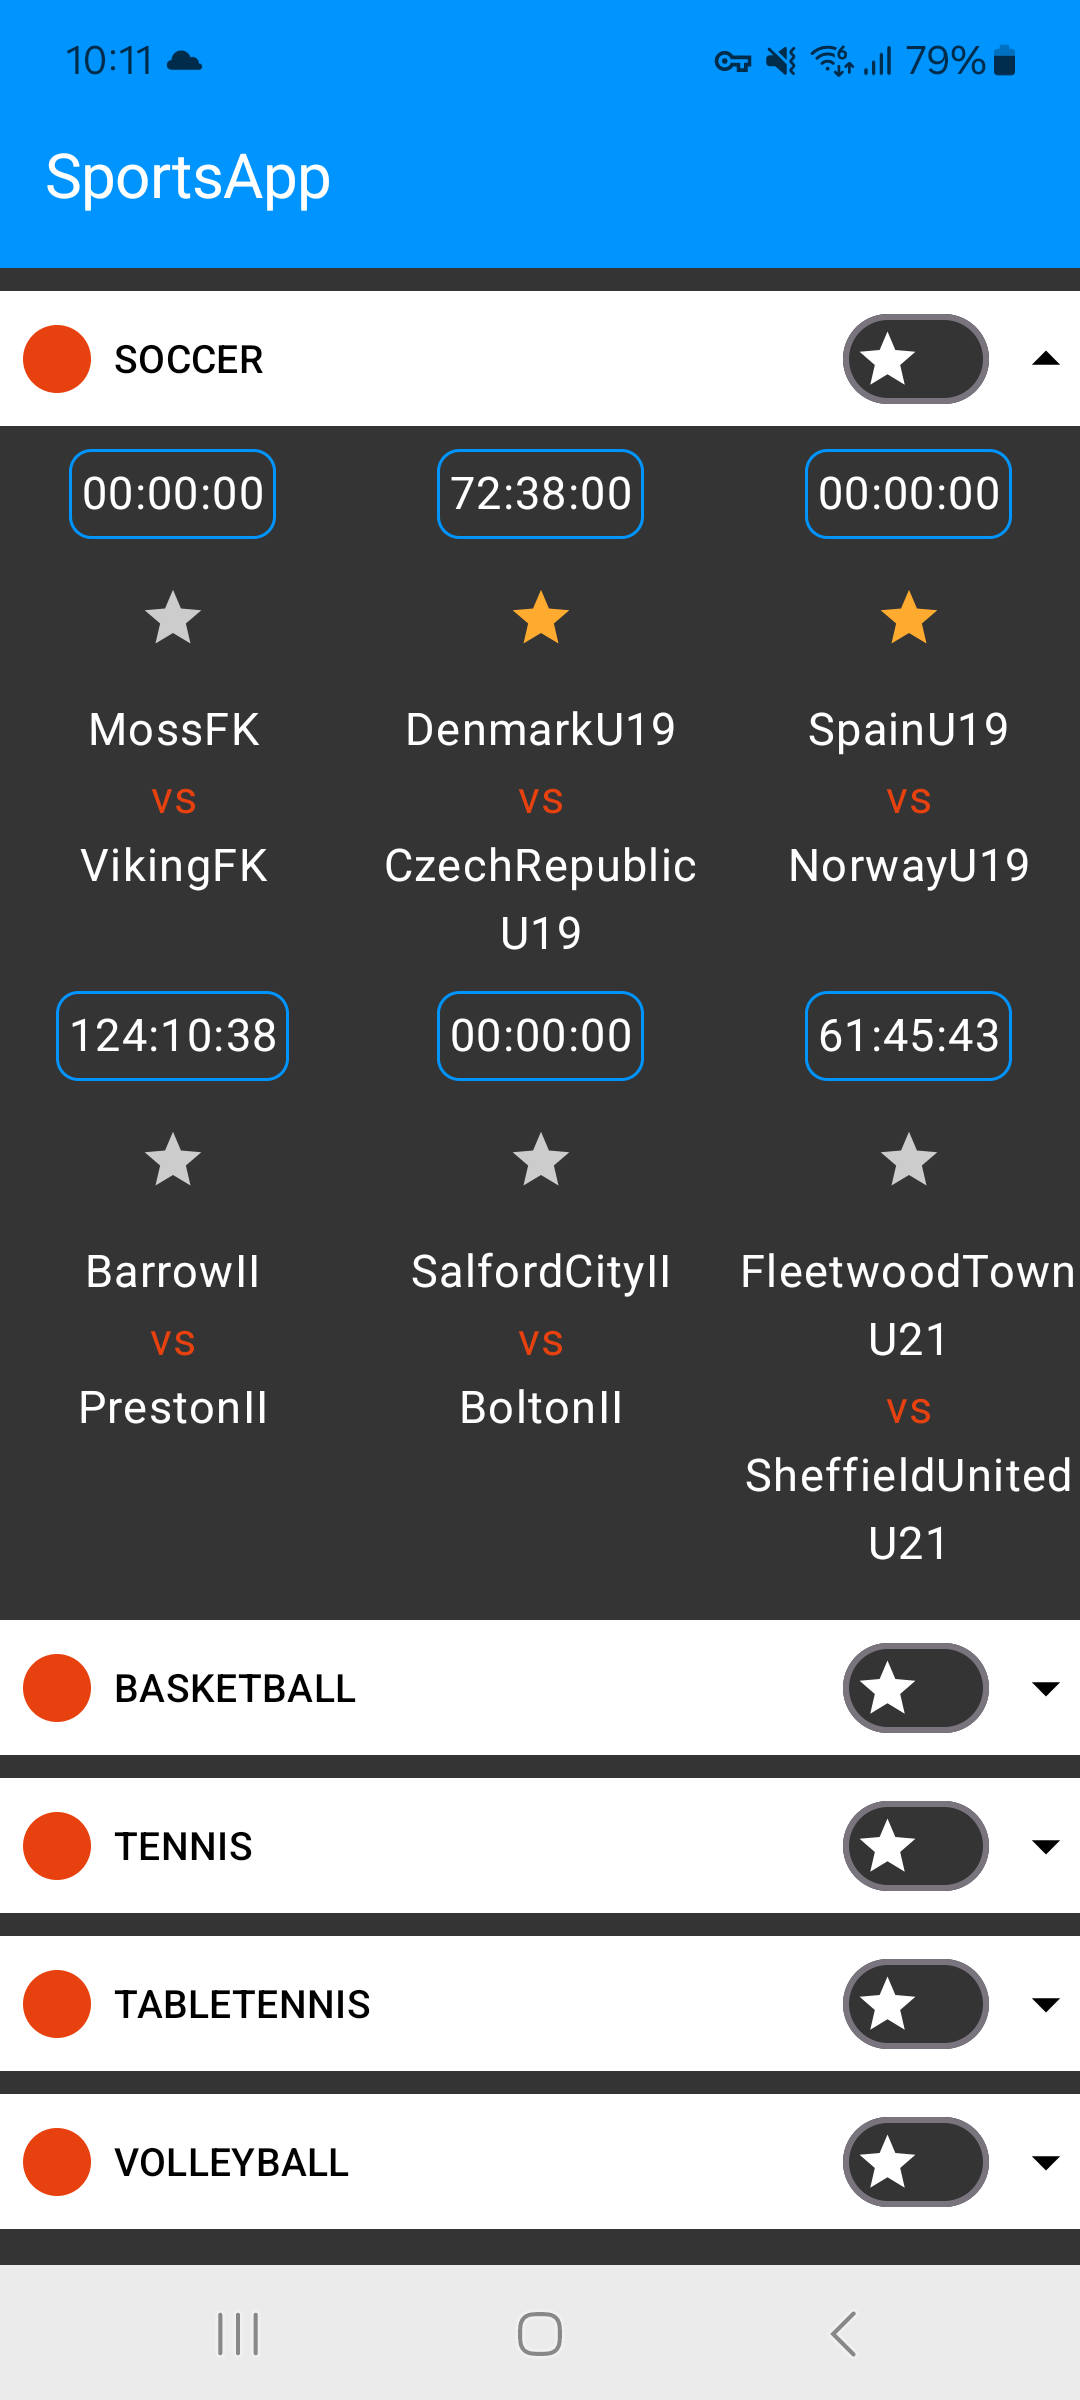 10:11 79%
SportsApp
SOCCER
00:00:00 72:38:00 00:00:00
MossFK DenmarkU19 SpainU19
vs vs vs
VikingFK CzechRepublic NorwayU19
U19
124:10:38 00:00:00 61:45:43
BarrowII SalfordCityII FleetwoodTown
vs vs U21
PrestonII BoltonII vs
SheffieldUnited
U21
BASKETBALL
TENNIS
TABLETENNIS
VOLLEYBALL